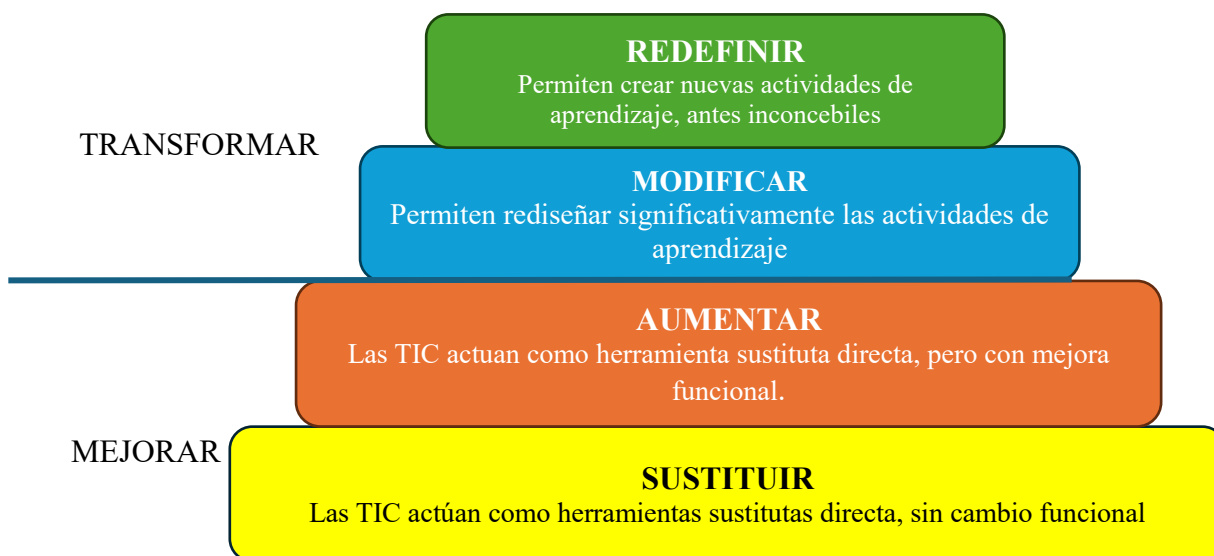 REDEFINIR
Permiten crear nuevas actividades de
aprendizaje, antes inconcebiles
TRANSFORMAR
MODIFICAR
Permiten rediseñar significativamente las actividades de
aprendizaje
AUMENTAR
Las TIC actuan como herramienta sustituta directa, pero con mejora
funcional.
MEJORAR
SUSTITUIR
Las TIC actúan como herramientas sustitutas directa, sin cambio funcional